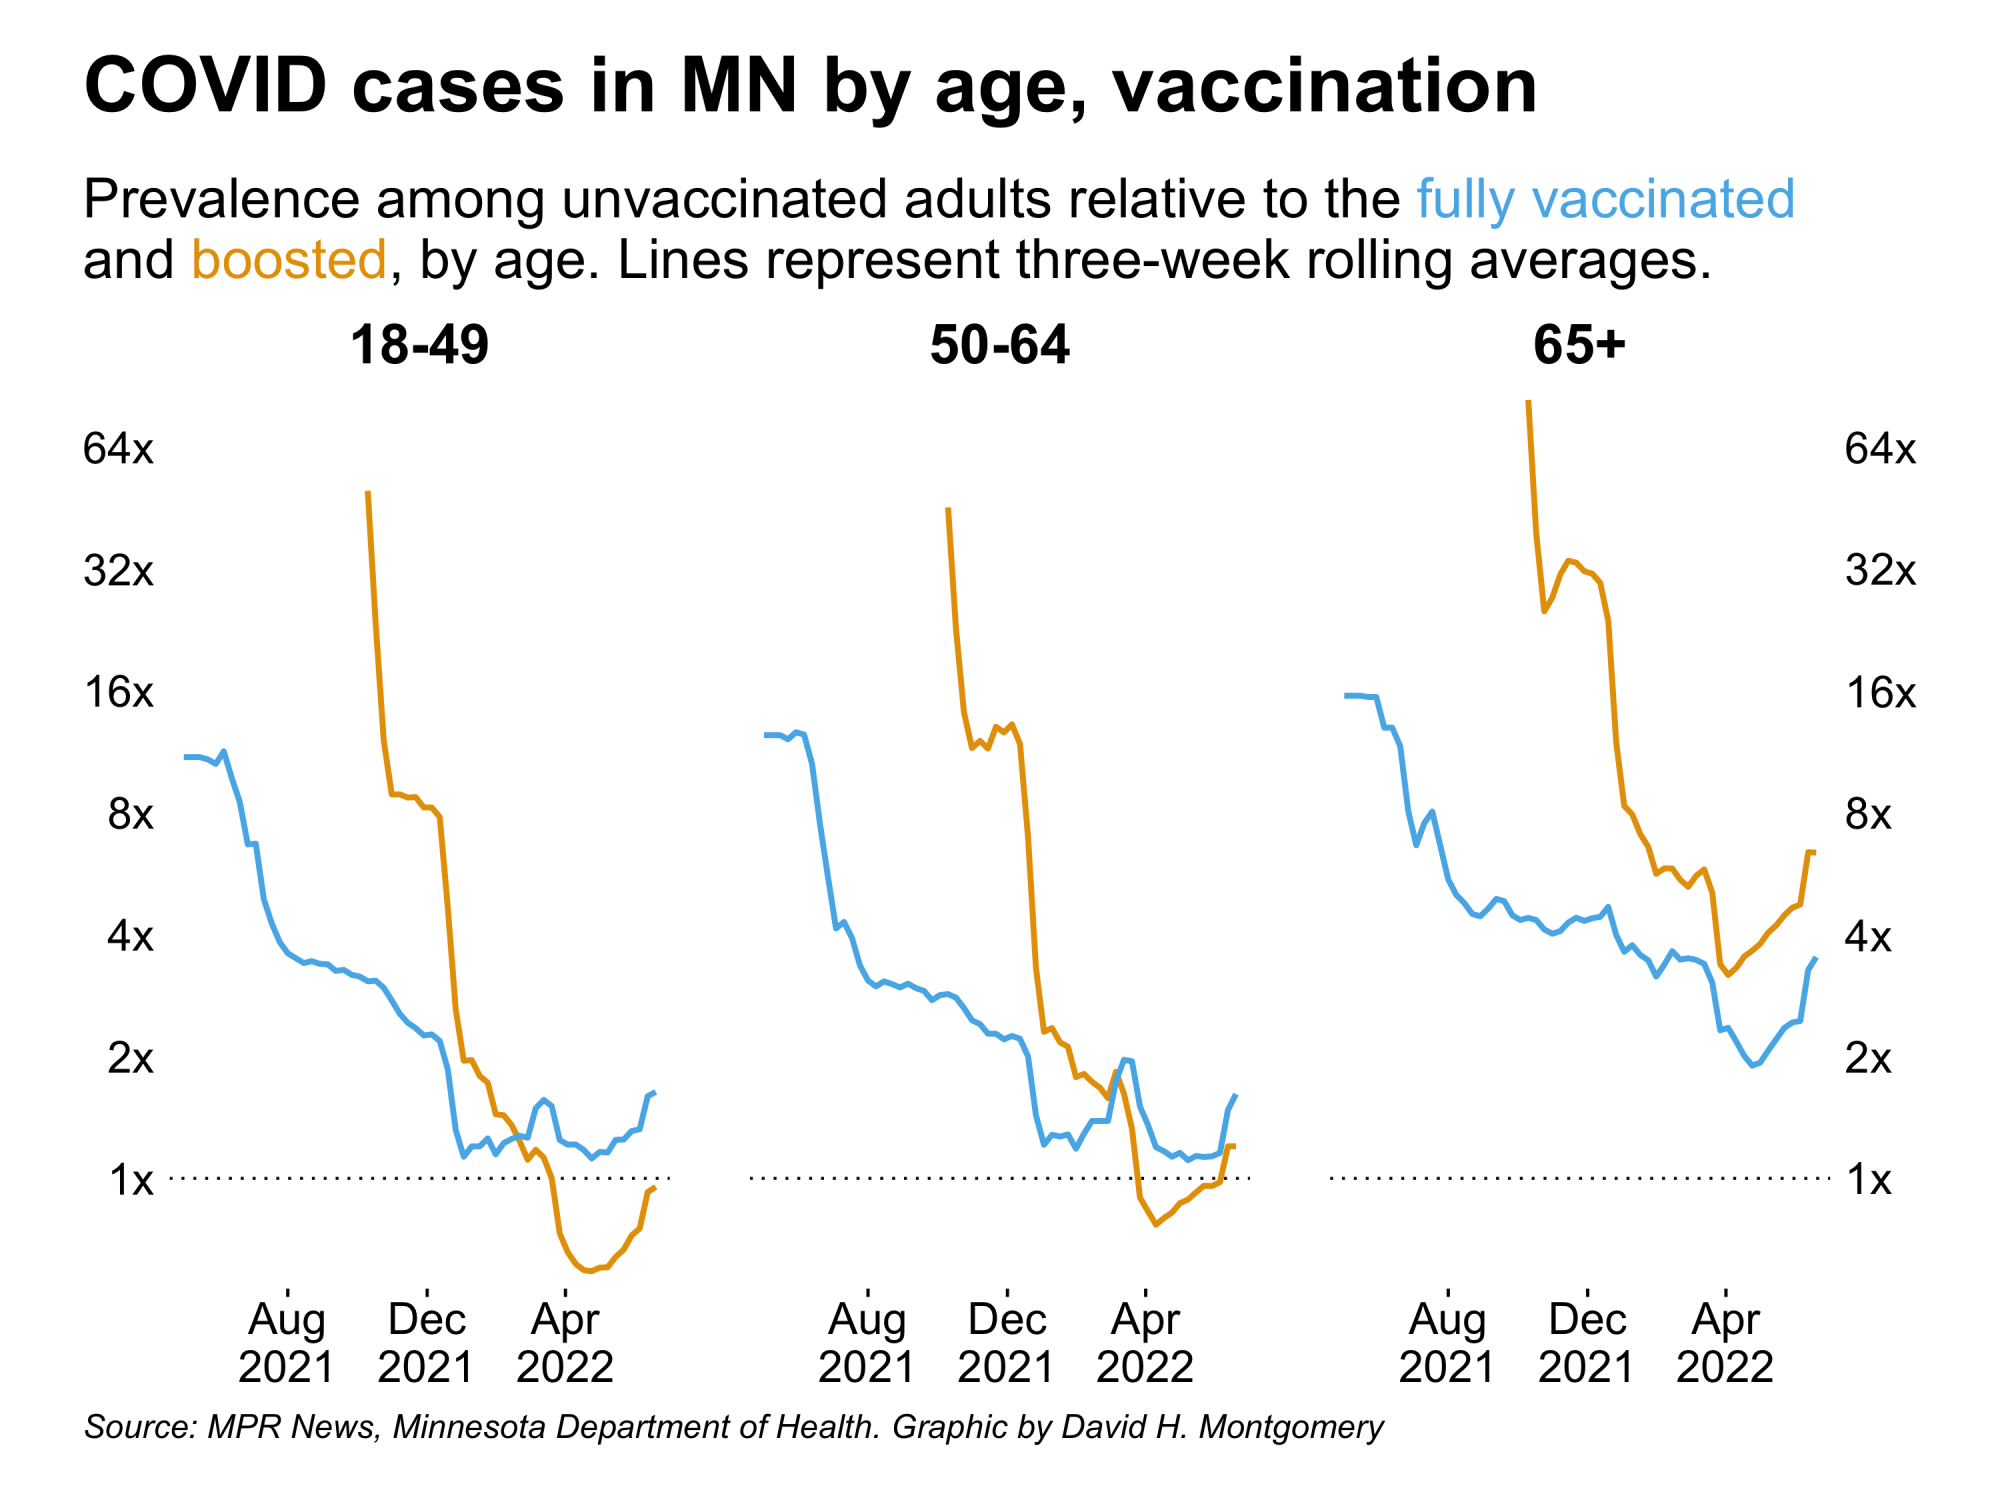 COVID cases in MN by age, vaccination
Prevalence among unvaccinated adults relative to the fully vaccinated
and boosted, by age. Lines represent three-week rolling averages.
18-49
50-64
65+
64x
64x
32x
32x
16x
16x
8x
8x
4x
4x
2x
2x
1x
1x
Aug
2021
Dec
2021
Apr
2022
Aug
2021
Dec
2021
Apr
2022
Aug
2021
Dec
2021
Apr
2022
Source: MPR News, Minnesota Department of Health. Graphic by David H. Montgomery